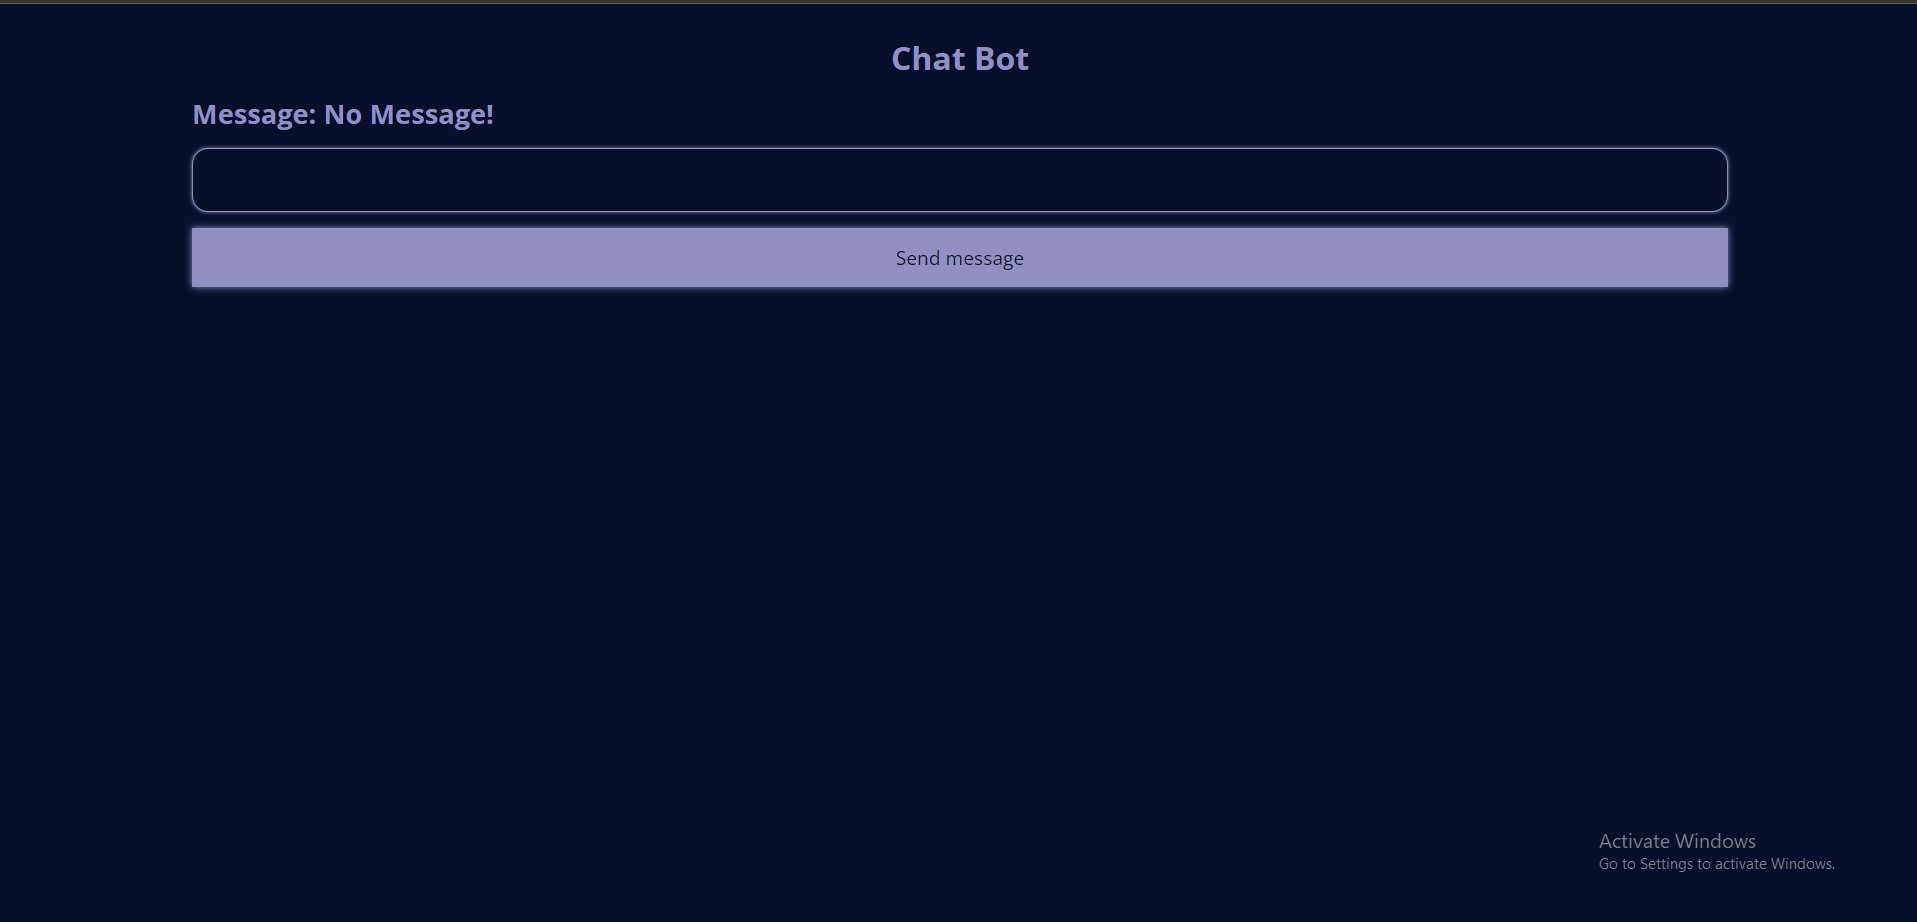 Chat Bot
Message: No Message!
Send message
Activate Windows
Go to Settings to activate Windows.